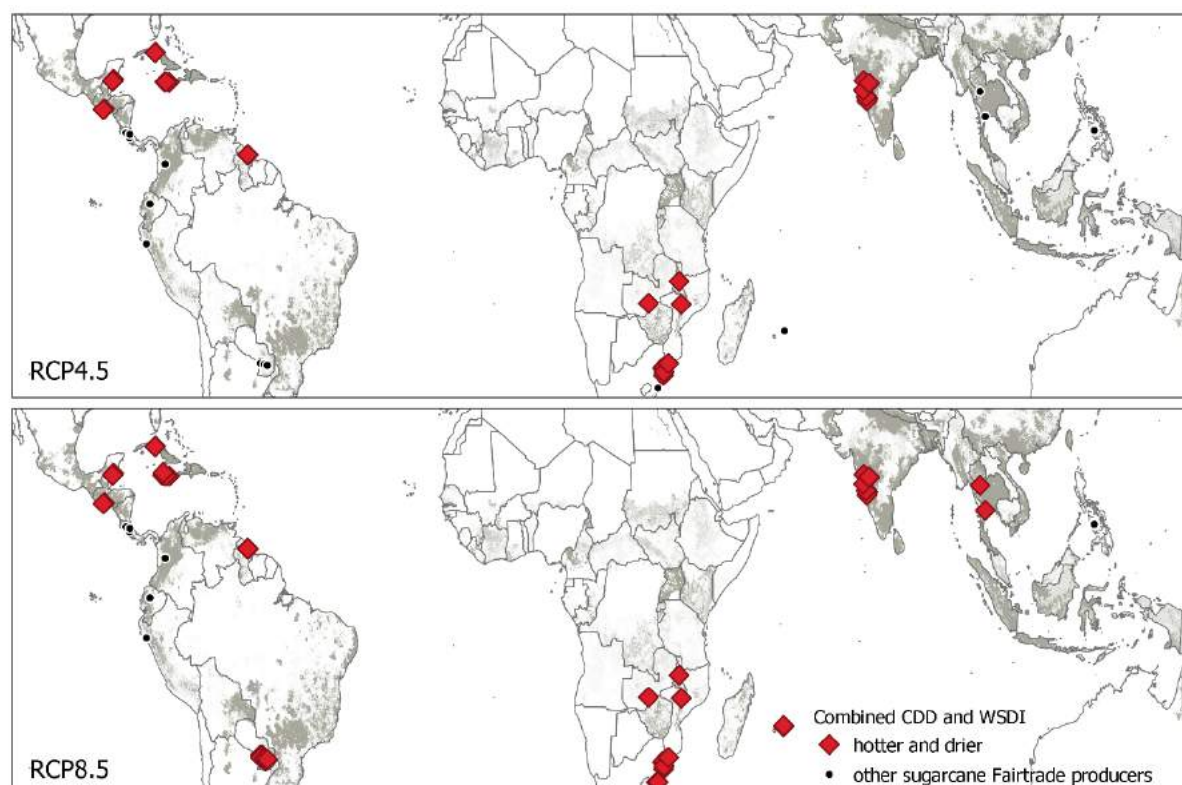 RCP4.5
RCP8.5
Combined CDD and WSDI
hotter and drier
other sugarcane Fairtrade producers